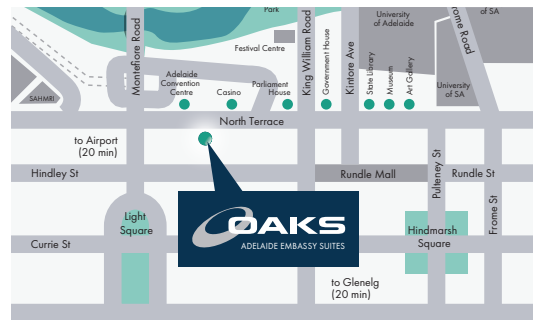 Park
University
of Adelaide
of SA
Frome Road
Montefiore Road
King William Road
Kintore Ave
Festival Centre
Government House
State Library
Museum
Art Gallery
Adelaide
Convention
Centre
Casino
Parliament
House
University
of SA
SAHMRI
North Terrace
to Airport
(20 min)
Hindley St
Rundle Mall
Pulteney St
Rundle St
Frome St
Light
Square
OAKS
ADELAIDE EMBASSY SUITES
Hindmarsh
Square
Currie St
to Glenelg
(20 min)